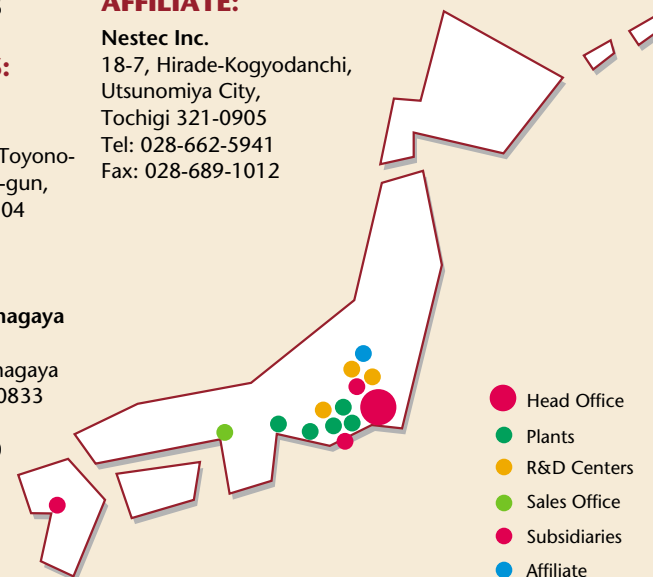 AFFILIATE:
Nestec Inc.
18-7, Hirade-Kogyodanchi,
Utsunomiya City,
Tochigi 321-0905
Tel: 028-662-5941
Fax: 028-689-1012
Toyono-
-gun,
04
nagaya
nagaya
0833
Head Office
Plants
R&D Centers
Sales Office
Subsidiaries
Affiliate